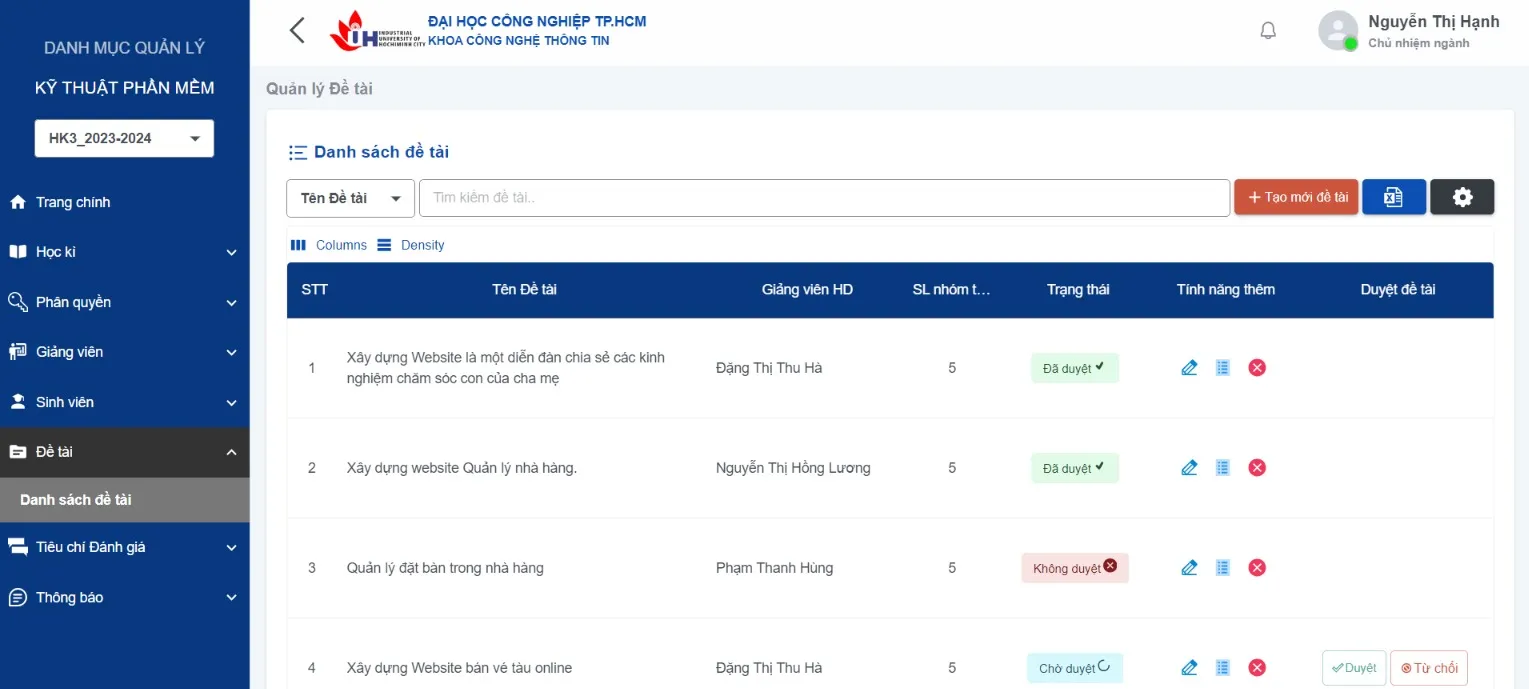 DANH MỤC QUẢN LÝ
KỸ THUẬT PHẦN MỀM
HK3_2023-2024
Trang chính
Học kì
Phân quyền
Giảng viên
Sinh viên
Đề tài
Danh sách đề tài
Tiêu chí Đánh giá
Thông báo
IUH
INDUSTRIAL
UNIVERSITY OF
HOCHIMINH CITY
ĐẠI HỌC CÔNG NGHIỆP TP.HCM
KHOA CÔNG NGHỆ THÔNG TIN
Nguyễn Thị Hạnh
Chủ nhiệm ngành
Quản lý Đề tài
Danh sách đề tài
Tên Đề tài
Tìm kiếm đề tài..
+ Tạo mới đề tài
Columns Density
STT Tên Đề tài Giảng viên HD SL nhóm t... Trạng thái Tính năng thêm Duyệt đề tài
1 Xây dựng Website là một diễn đàn chia sẻ các kinh
nghiệm chăm sóc con của cha mẹ Đặng Thị Thu Hà 5 Đã duyệt
2 Xây dựng website Quản lý nhà hàng. Nguyễn Thị Hồng Lương 5 Đã duyệt
3 Quản lý đặt bàn trong nhà hàng Phạm Thanh Hùng 5 Không duyệt
4 Xây dựng Website bán vé tàu online Đặng Thị Thu Hà 5 Chờ duyệt Duyệt Từ chối